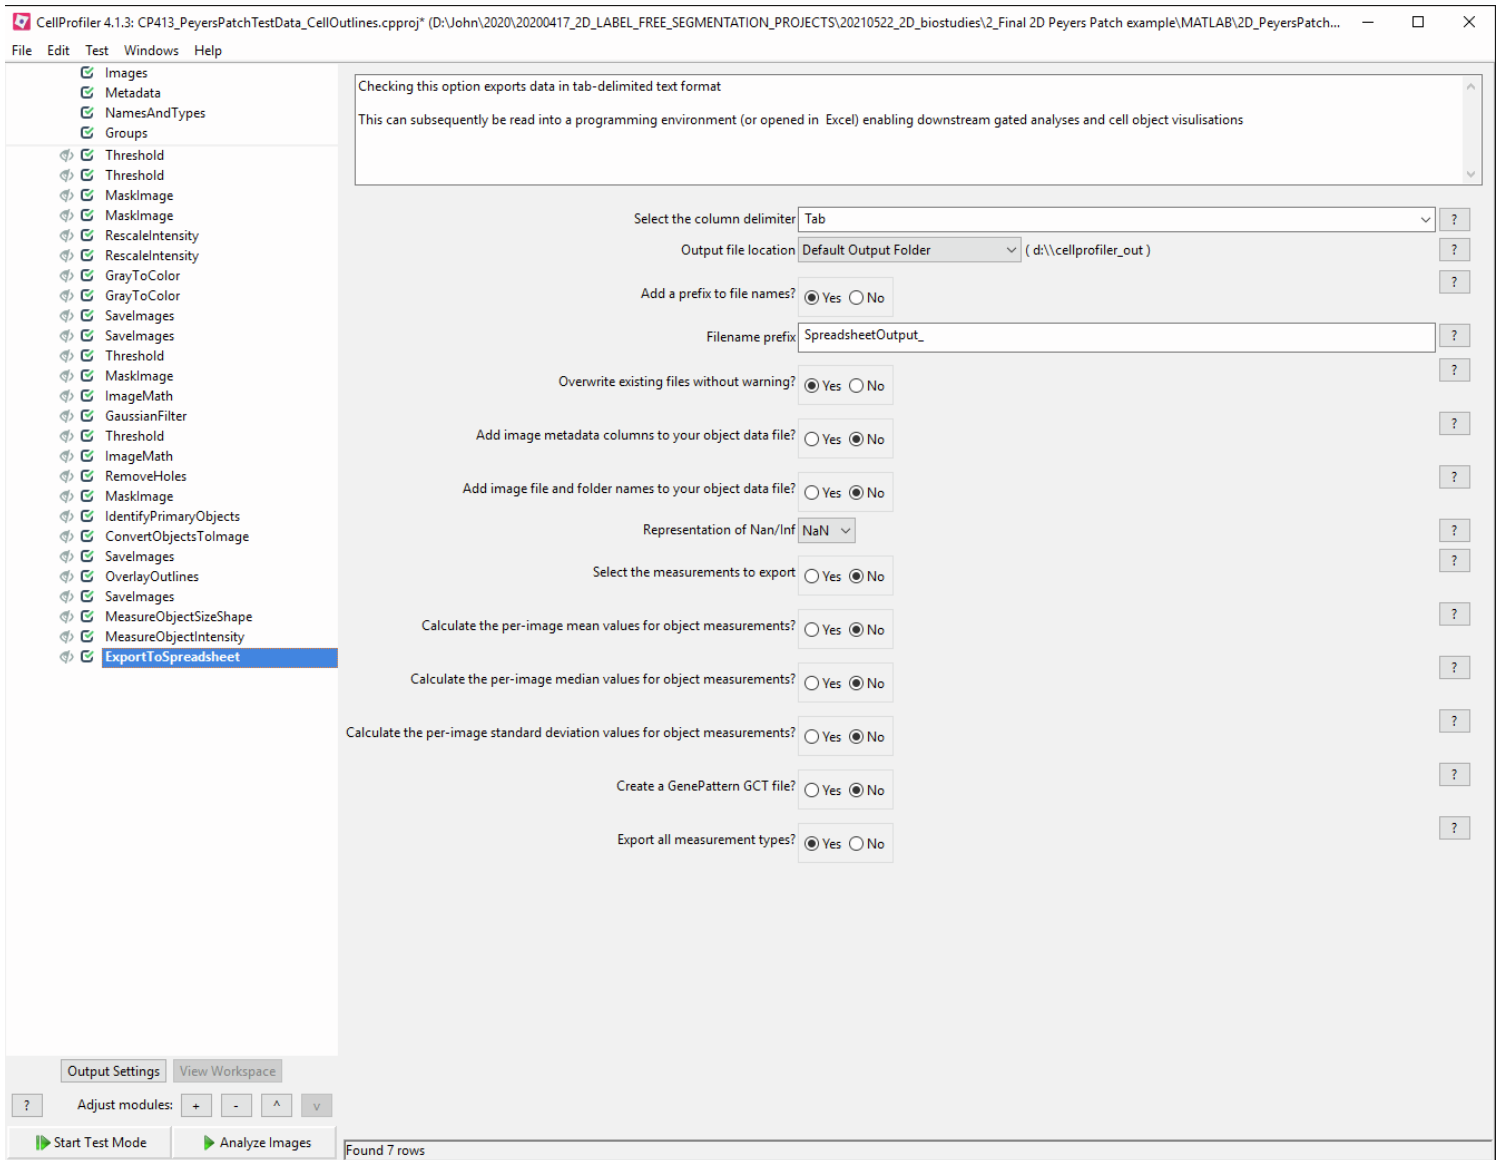 CellProfiler 4.1.3: CP413_PeyersPatchTestData_CellOutlines.cpproj* (D:\John\2020\20200417_2D_LABEL_FREE_SEGMENTATION_PROJECTS\20210522_2D_biostudies\2_Final 2D Peyers Patch example\MATLAB\2D_PeyersPatch...
File Edit Test Windows Help
Images
Metadata
NamesAndTypes
Groups
Threshold
Threshold
MaskImage
MaskImage
RescaleIntensity
RescaleIntensity
GrayToColor
GrayToColor
SaveImages
SaveImages
Threshold
MaskImage
ImageMath
GaussianFilter
Threshold
ImageMath
RemoveHoles
MaskImage
IdentifyPrimaryObjects
ConvertObjectsToImage
SaveImages
OverlayOutlines
SaveImages
MeasureObjectSizeShape
MeasureObjectIntensity
ExportToSpreadsheet
Output Settings View Workspace
? Adjust modules: + - ^ v
Start Test Mode Analyze Images
Checking this option exports data in tab-delimited text format
This can subsequently be read into a programming environment (or opened in Excel) enabling downstream gated analyses and cell object visulisations
Select the column delimiter Tab ?
Output file location Default Output Folder ( d:\\cellprofiler_out ) ?
Add a prefix to file names? Yes No ?
Filename prefix SpreadsheetOutput_ ?
Overwrite existing files without warning? Yes No ?
Add image metadata columns to your object data file? Yes No ?
Add image file and folder names to your object data file? Yes No ?
Representation of Nan/Inf NaN ?
Select the measurements to export Yes No ?
Calculate the per-image mean values for object measurements? Yes No ?
Calculate the per-image median values for object measurements? Yes No ?
Calculate the per-image standard deviation values for object measurements? Yes No ?
Create a GenePattern GCT file? Yes No ?
Export all measurement types? Yes No ?
Found 7 rows